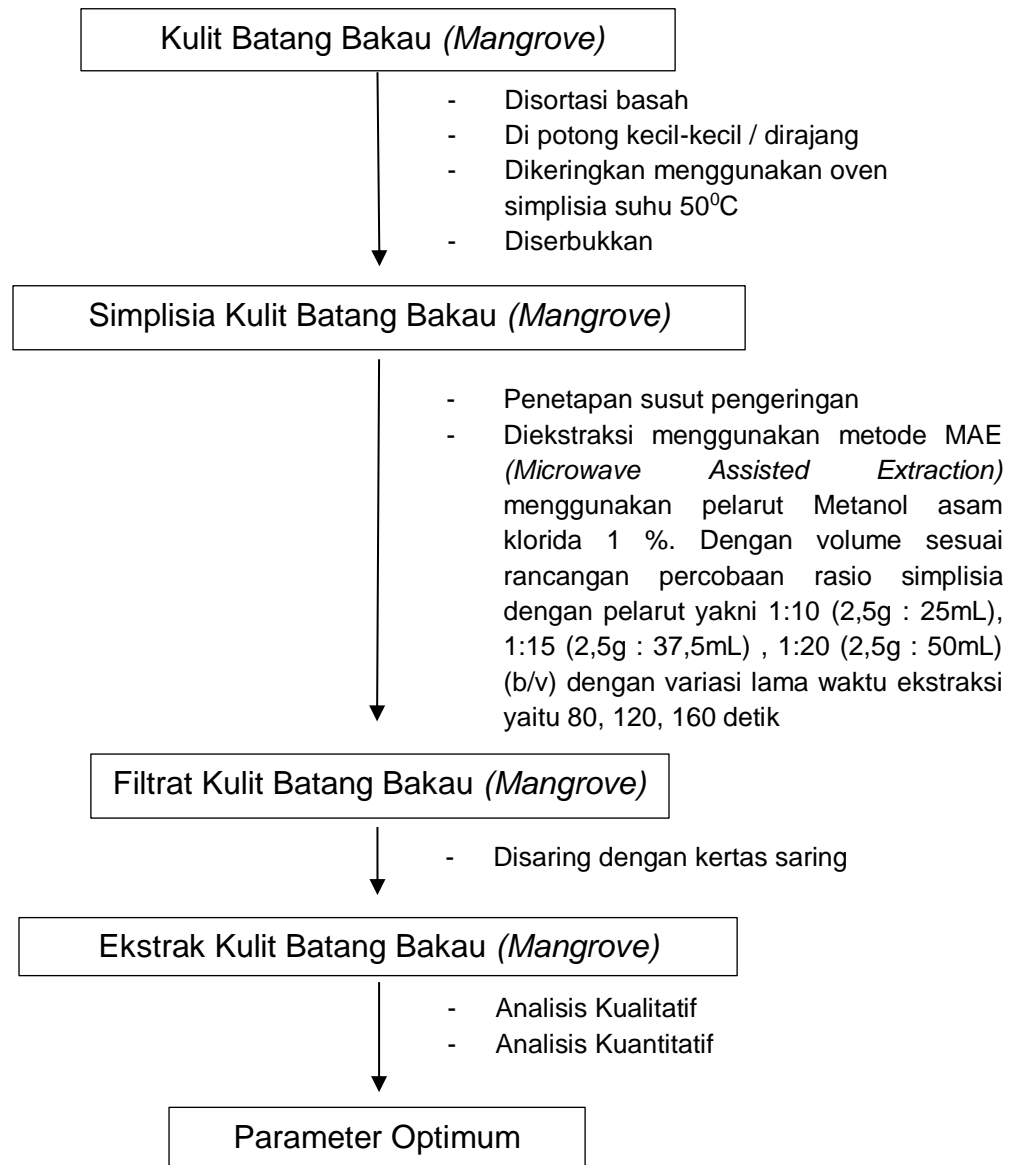 Kulit Batang Bakau (Mangrove)
- Disortasi basah
- Di potong kecil-kecil / dirajang
- Dikeringkan menggunakan oven
simplisia suhu 50⁰C
- Diserbukkan
Simplisia Kulit Batang Bakau (Mangrove)
- Penetapan susut pengeringan
- Diekstraksi menggunakan metode MAE
(Microwave Assisted Extraction)
menggunakan pelarut Metanol asam
klorida 1 %. Dengan volume sesuai
rancangan percobaan rasio simplisia
dengan pelarut yakni 1:10 (2,5g : 25mL),
1:15 (2,5g : 37,5mL) , 1:20 (2,5g : 50mL)
(b/v) dengan variasi lama waktu ekstraksi
yaitu 80, 120, 160 detik
Filtrat Kulit Batang Bakau (Mangrove)
- Disaring dengan kertas saring
Ekstrak Kulit Batang Bakau (Mangrove)
- Analisis Kualitatif
- Analisis Kuantitatif
Parameter Optimum